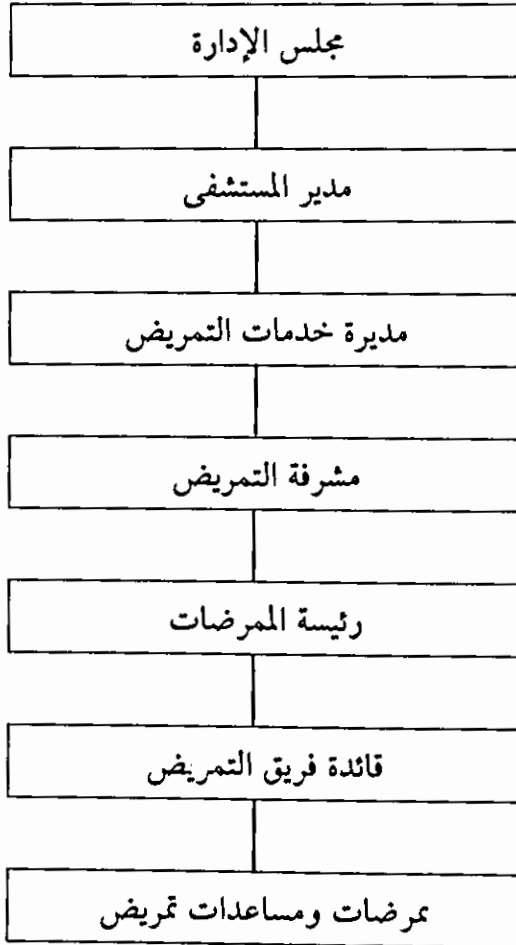 مجلس الإدارة
مدير المستشفى
مديرة خدمات التمريض
مشرفة التمريض
رئيسة الممرضات
قائدة فريق التمريض
ممرضات ومساعدات تمريض